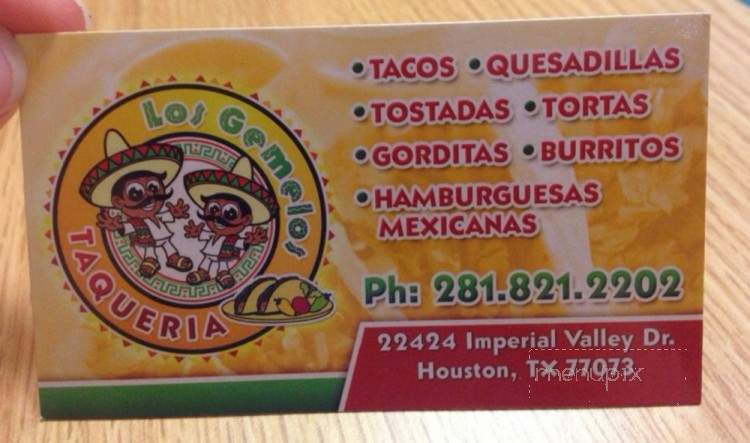 Los Gemelos
TAQUERIA
•TACOS •QUESADILLAS
•TOSTADAS •TORTAS
•GORDITAS •BURRITOS
•HAMBURGUESAS
MEXICANAS
Ph: 281.821.2202
22424 Imperial Valley Dr.
Houston, TX 77073
menupix